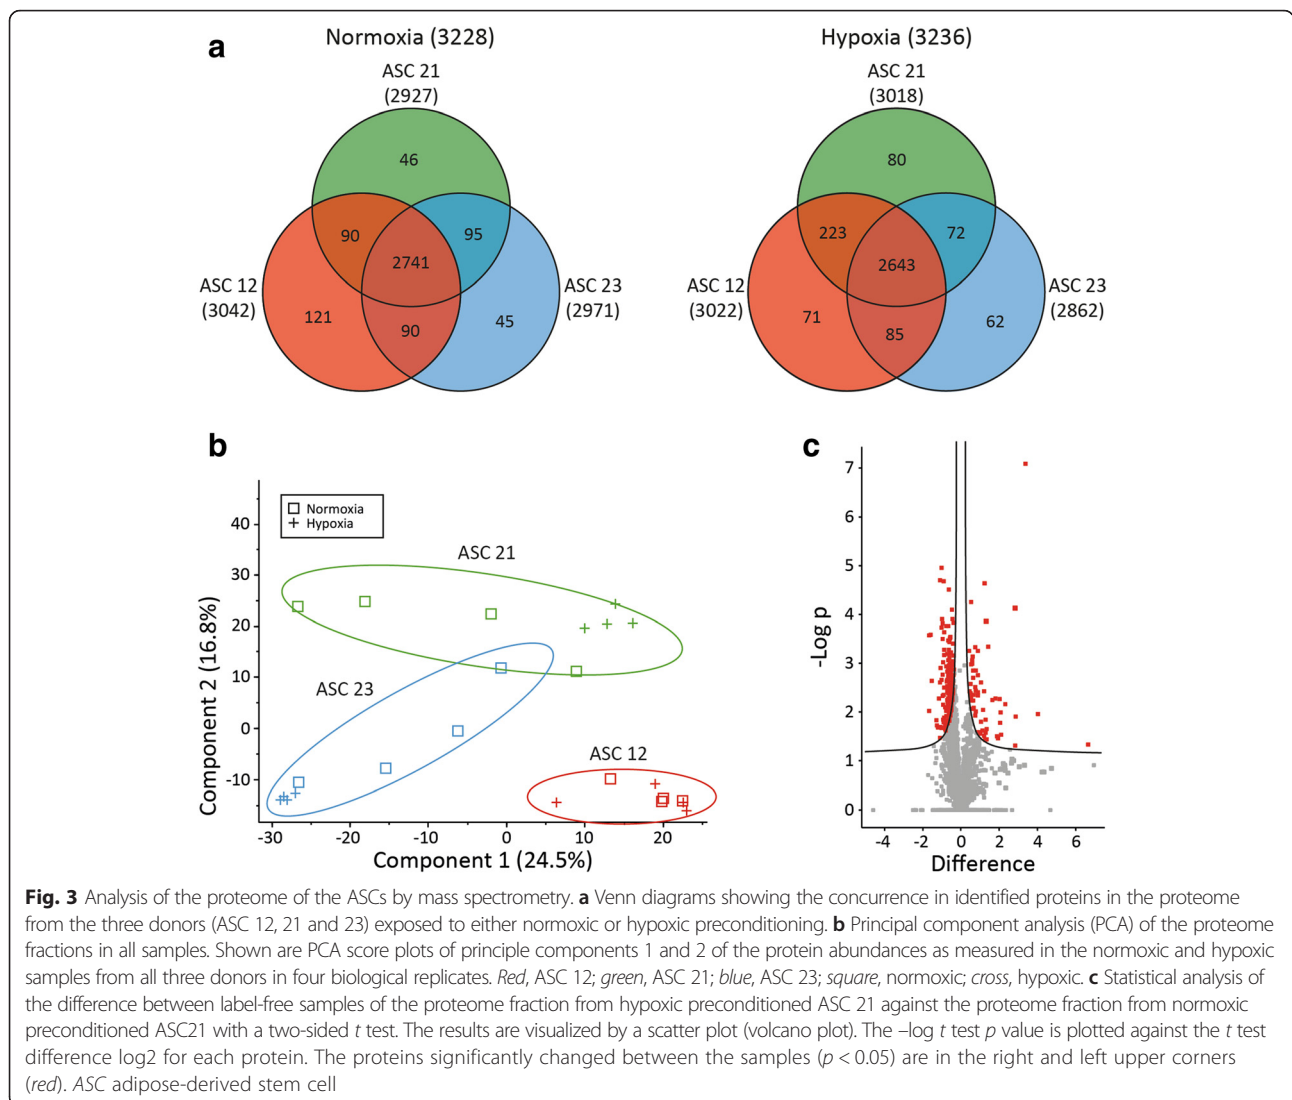 a
Normoxia (3228)
ASC 21
(2927)
46
90
95
2741
ASC 12
(3042)
ASC 23
(2971)
121
90
45
Hypoxia (3236)
ASC 21
(3018)
80
223
72
2643
ASC 12
(3022)
ASC 23
(2862)
71
85
62
b
Normoxia
Hypoxia
ASC 21
ASC 23
ASC 12
40
30
20
10
0
-10
Component 2 (16.8%)
-30
-20
-10
0
10
20
Component 1 (24.5%)
c
7
6
5
4
3
2
1
0
-Log p
-4
-2
0
2
4
6
Difference
Fig. 3 Analysis of the proteome of the ASCs by mass spectrometry. a Venn diagrams showing the concurrence in identified proteins in the proteome
from the three donors (ASC 12, 21 and 23) exposed to either normoxic or hypoxic preconditioning. b Principal component analysis (PCA) of the proteome
fractions in all samples. Shown are PCA score plots of principle components 1 and 2 of the protein abundances as measured in the normoxic and hypoxic
samples from all three donors in four biological replicates. Red, ASC 12; green, ASC 21; blue, ASC 23; square, normoxic; cross, hypoxic. c Statistical analysis of
the difference between label-free samples of the proteome fraction from hypoxic preconditioned ASC 21 against the proteome fraction from normoxic
preconditioned ASC21 with a two-sided t test. The results are visualized by a scatter plot (volcano plot). The –log t test p value is plotted against the t test
difference log2 for each protein. The proteins significantly changed between the samples (p < 0.05) are in the right and left upper corners
(red). ASC adipose-derived stem cell